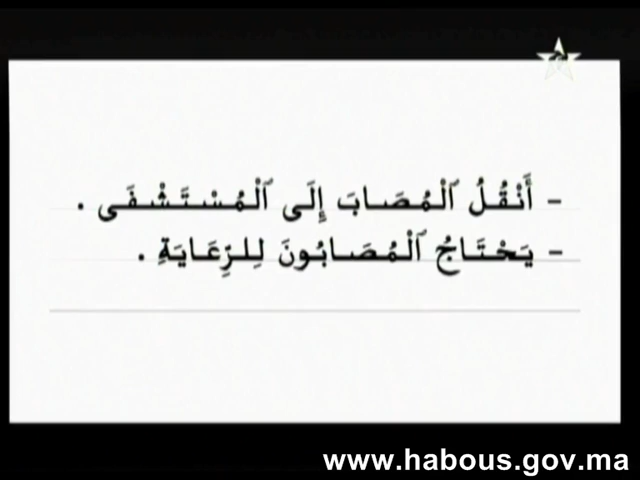 - أَنْقُلُ ٱلْمُصَابَ إِلَى ٱلْمُسْتَشْفَى .
- يَحْتَاجُ ٱلْمُصَابُونَ لِلرِّعَايَةِ .
www.habous.gov.ma